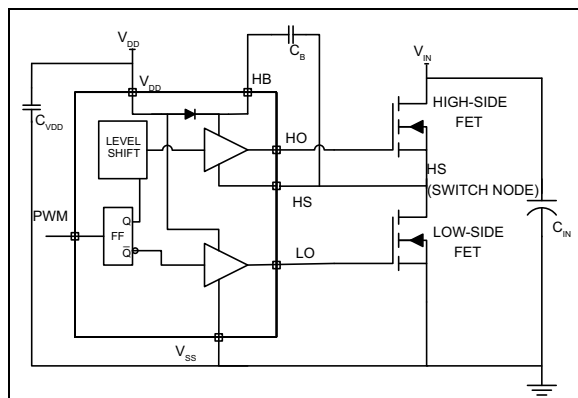 V_DD
C_B
V_IN
V_DD
HB
HIGH-SIDE
FET
C_VDD
LEVEL
SHIFT
HO
HS
HS
(SWITCH NODE)
PWM
Q
FF
Q̅
LO
LOW-SIDE
FET
C_IN
V_SS